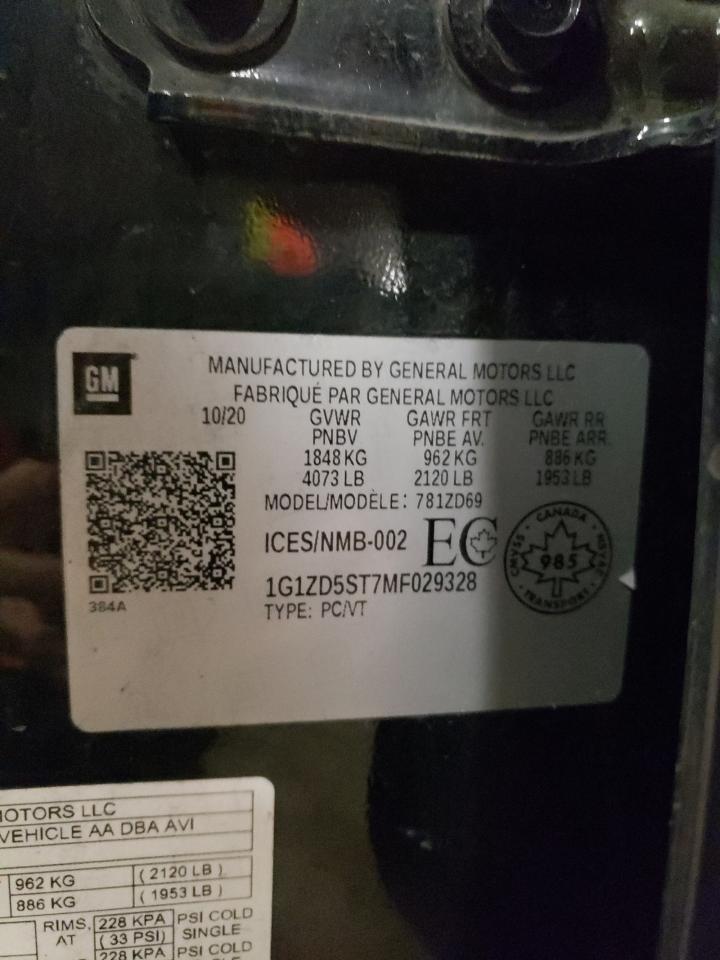 GM
MANUFACTURED BY GENERAL MOTORS LLC
FABRIQUÉ PAR GENERAL MOTORS LLC
10/20 GVWR GAWR FRT GAWR RR
PNBV PNBE AV. PNBE ARR.
1848 KG 962 KG 886 KG
4073 LB 2120 LB 1953 LB
MODEL/MODÈLE: 781ZD69
ICES/NMB-002 EC
CANADA
CMVSS 985 NSVAC
TRANSPORT
1G1ZD5ST7MF029328
384A
TYPE: PC/VT
MOTORS LLC
VEHICLE AA DBA AVI
962 KG ( 2120 LB )
886 KG ( 1953 LB )
RIMS, 228 KPA PSI COLD
AT ( 33 PSI) SINGLE
228 KPA PSI COLD